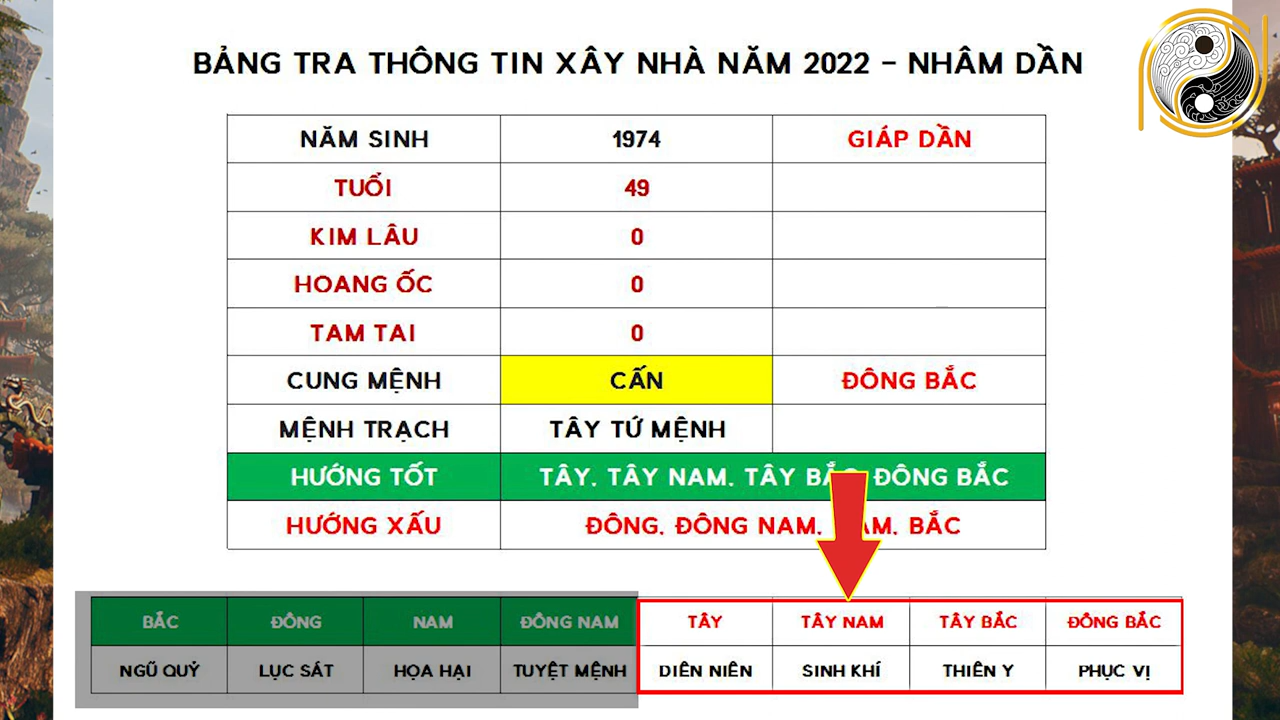 BẢNG TRA THÔNG TIN XÂY NHÀ NĂM 2022 - NHÂM DẦN
NĂM SINH 1974 GIÁP DẦN
TUỔI 49
KIM LÂU 0
HOANG ỐC 0
TAM TAI 0
CUNG MỆNH CẤN ĐÔNG BẮC
MỆNH TRẠCH TÂY TỨ MỆNH
HƯỚNG TỐT TÂY. TÂY NAM. TÂY ĐÔNG BẮC
HƯỚNG XẤU ĐÔNG. ĐÔNG NAM. BẮC
BẮC ĐÔNG NAM ĐÔNG NAM TÂY TÂY NAM TÂY BẮC ĐÔNG BẮC
NGŨ QUỶ LỤC SÁT HỌA HẠI TUYỆT MỆNH DIÊN NIÊN SINH KHÍ THIÊN Y PHỤC VỊ